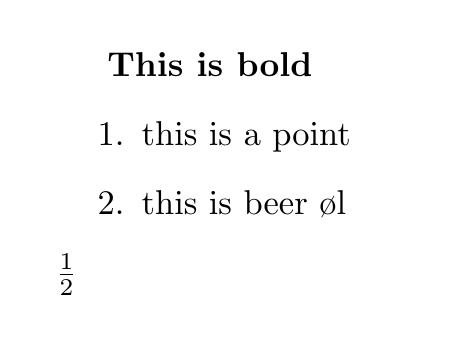 This is bold
1. this is a point
2. this is beer øl
1/2